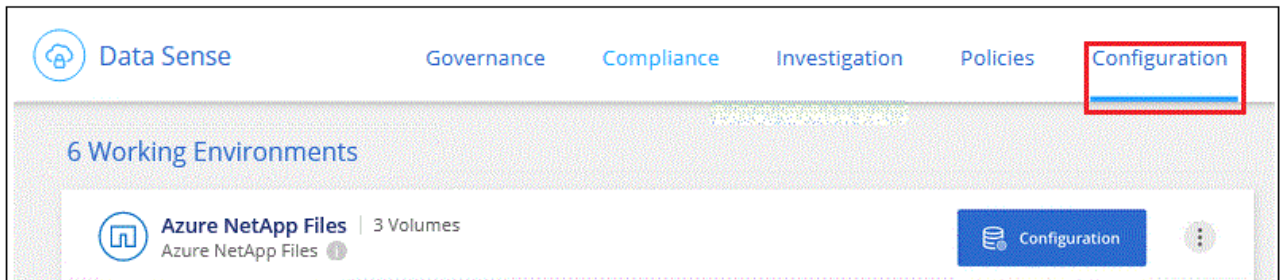 Data Sense Governance Compliance Investigation Policies Configuration
6 Working Environments
Azure NetApp Files | 3 Volumes
Azure NetApp Files
Configuration